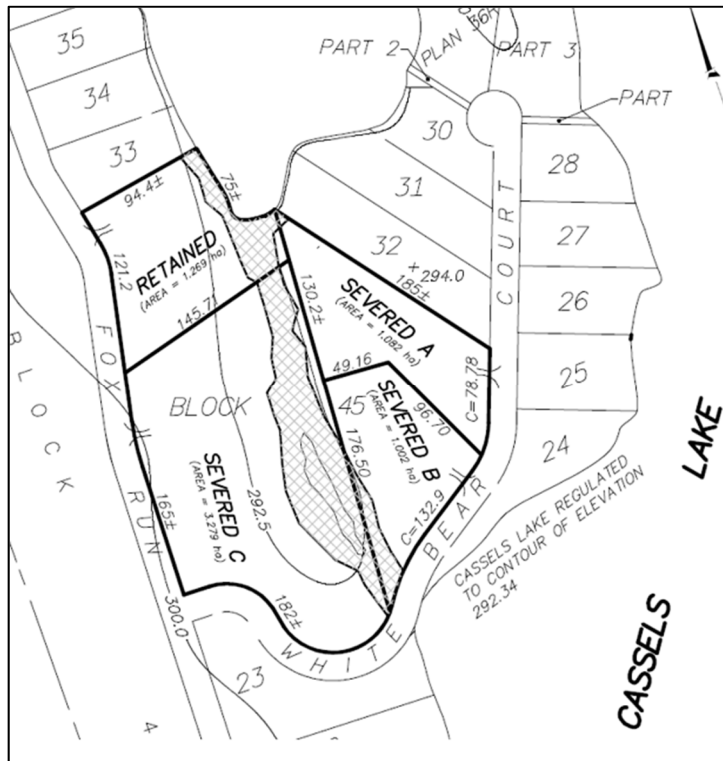 35
34
33
PART 2
PLAN 36R
PART 3
PART
30
31
32
294.0
185±
28
27
26
25
24
COURT
94.4±
75±
121.2
RETAINED
(AREA = 1.269 ha)
145.71
130.2±
SEVERED A
(AREA = 1.082 ha)
C=78.78
49.16
96.70
SEVERED B
(AREA = 1.002 ha)
BLOCK
45
176.50
C=132.9
FOX
RUN
BLOCK
SEVERED C
(AREA = 3.279 ha)
292.5
165±
300.0
182±
WHITE
BEAR
CASSELS LAKE REGULATED
TO CONTOUR OF ELEVATION
292.34
LAKE
CASSELS
23
4